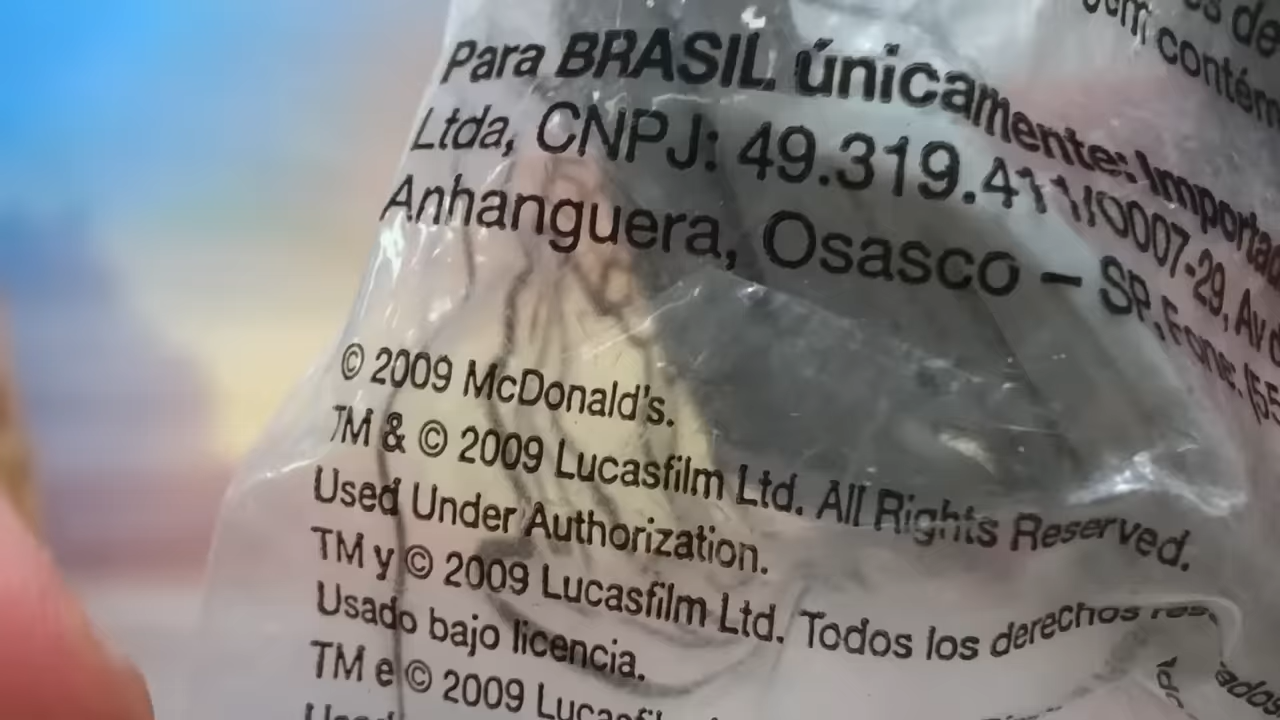 s de
contém
Para BRASIL únicamente: Importa
Ltda, CNPJ: 49.319.411/0007-29, Av
Anhanguera, Osasco – SP, Fone: (55
© 2009 McDonald's.
TM & © 2009 Lucasfilm Ltd. All Rights Reserved.
Used Under Authorization.
TM y © 2009 Lucasfilm Ltd. Todos los derechos
Usado bajo licencia.
TM e © 2009